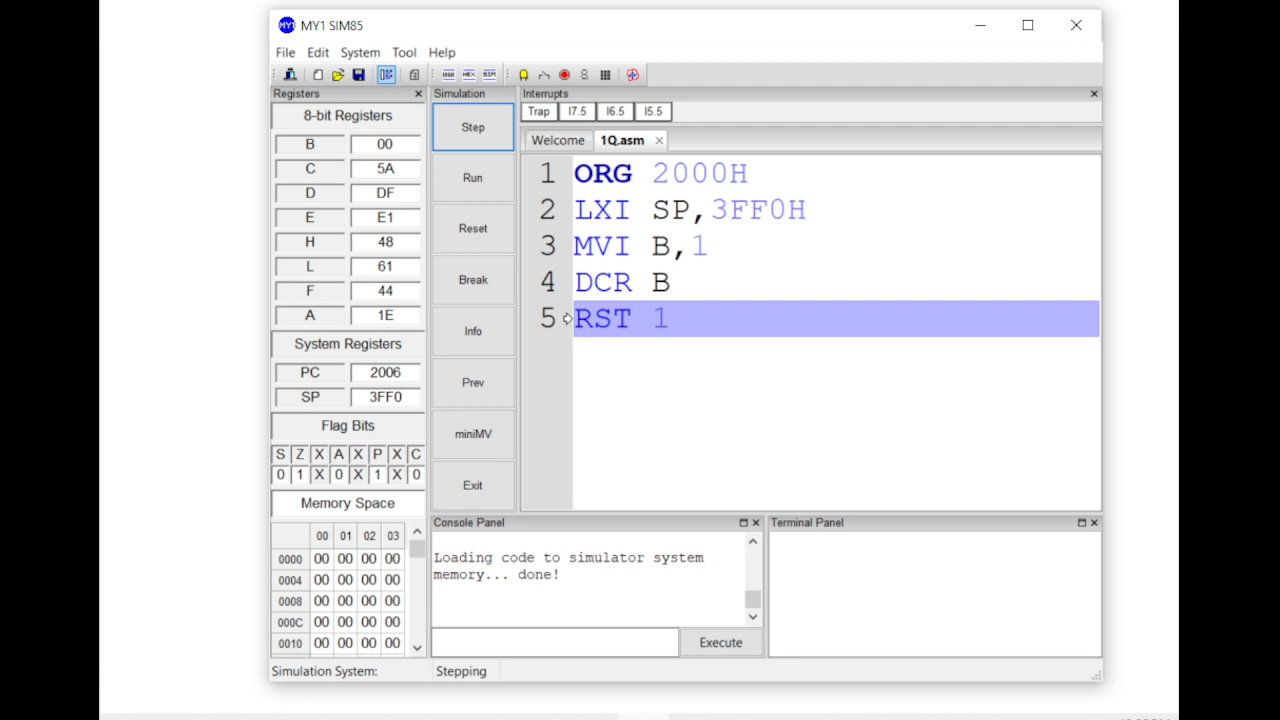 MY1 SIM85
File Edit System Tool Help
Registers
8-bit Registers
B 00
C 5A
D DF
E E1
H 48
L 61
F 44
A 1E
System Registers
PC 2006
SP 3FF0
Flag Bits
S Z X A X P X C
0 1 X 0 X 1 X 0
Memory Space
00 01 02 03
0000 00 00 00 00
0004 00 00 00 00
0008 00 00 00 00
000C 00 00 00 00
0010 00 00 00 00
Simulation
Step
Run
Reset
Break
Info
Prev
miniMV
Exit
Interrupts
Trap I7.5 I6.5 I5.5
Welcome 1Q.asm
1 ORG 2000H
2 LXI SP,3FF0H
3 MVI B,1
4 DCR B
5 RST 1
Console Panel
Loading code to simulator system
memory... done!
Execute
Terminal Panel
Simulation System: Stepping